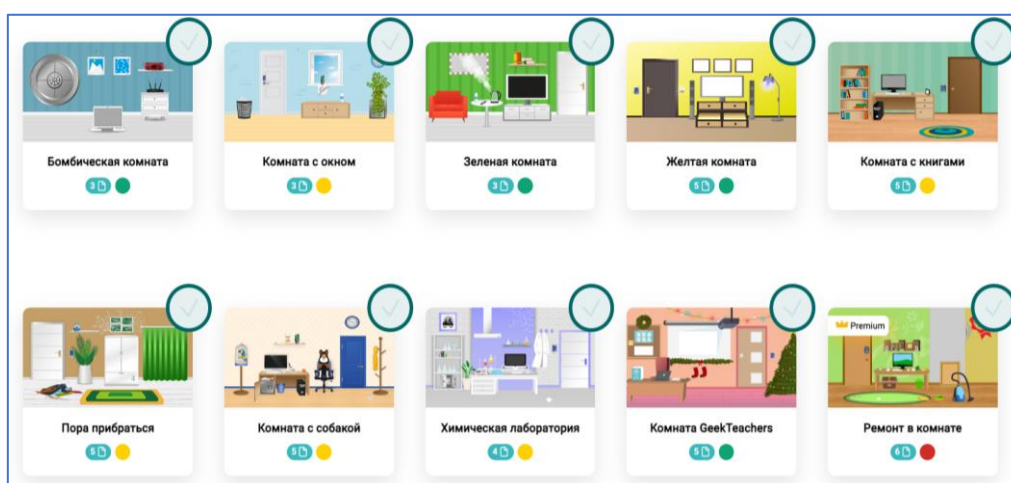 Бомбическая комната
3
Комната с окном
3
Зеленая комната
3
Желтая комната
5
Комната с книгами
5
Пора прибраться
5
Комната с собакой
5
Химическая лаборатория
4
Комната GeekTeachers
5
Premium
Ремонт в комнате
6